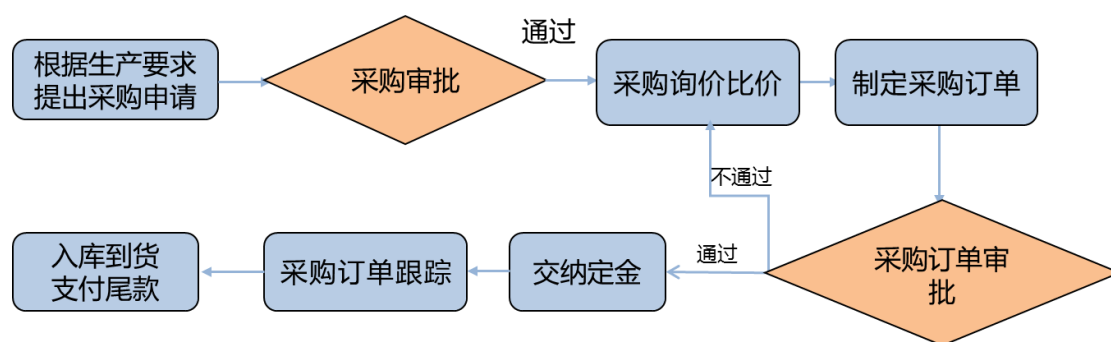 根据生产要求
提出采购申请
采购审批
通过
采购询价比价
制定采购订单
不通过
采购订单审
批
通过
交纳定金
采购订单跟踪
入库到货
支付尾款